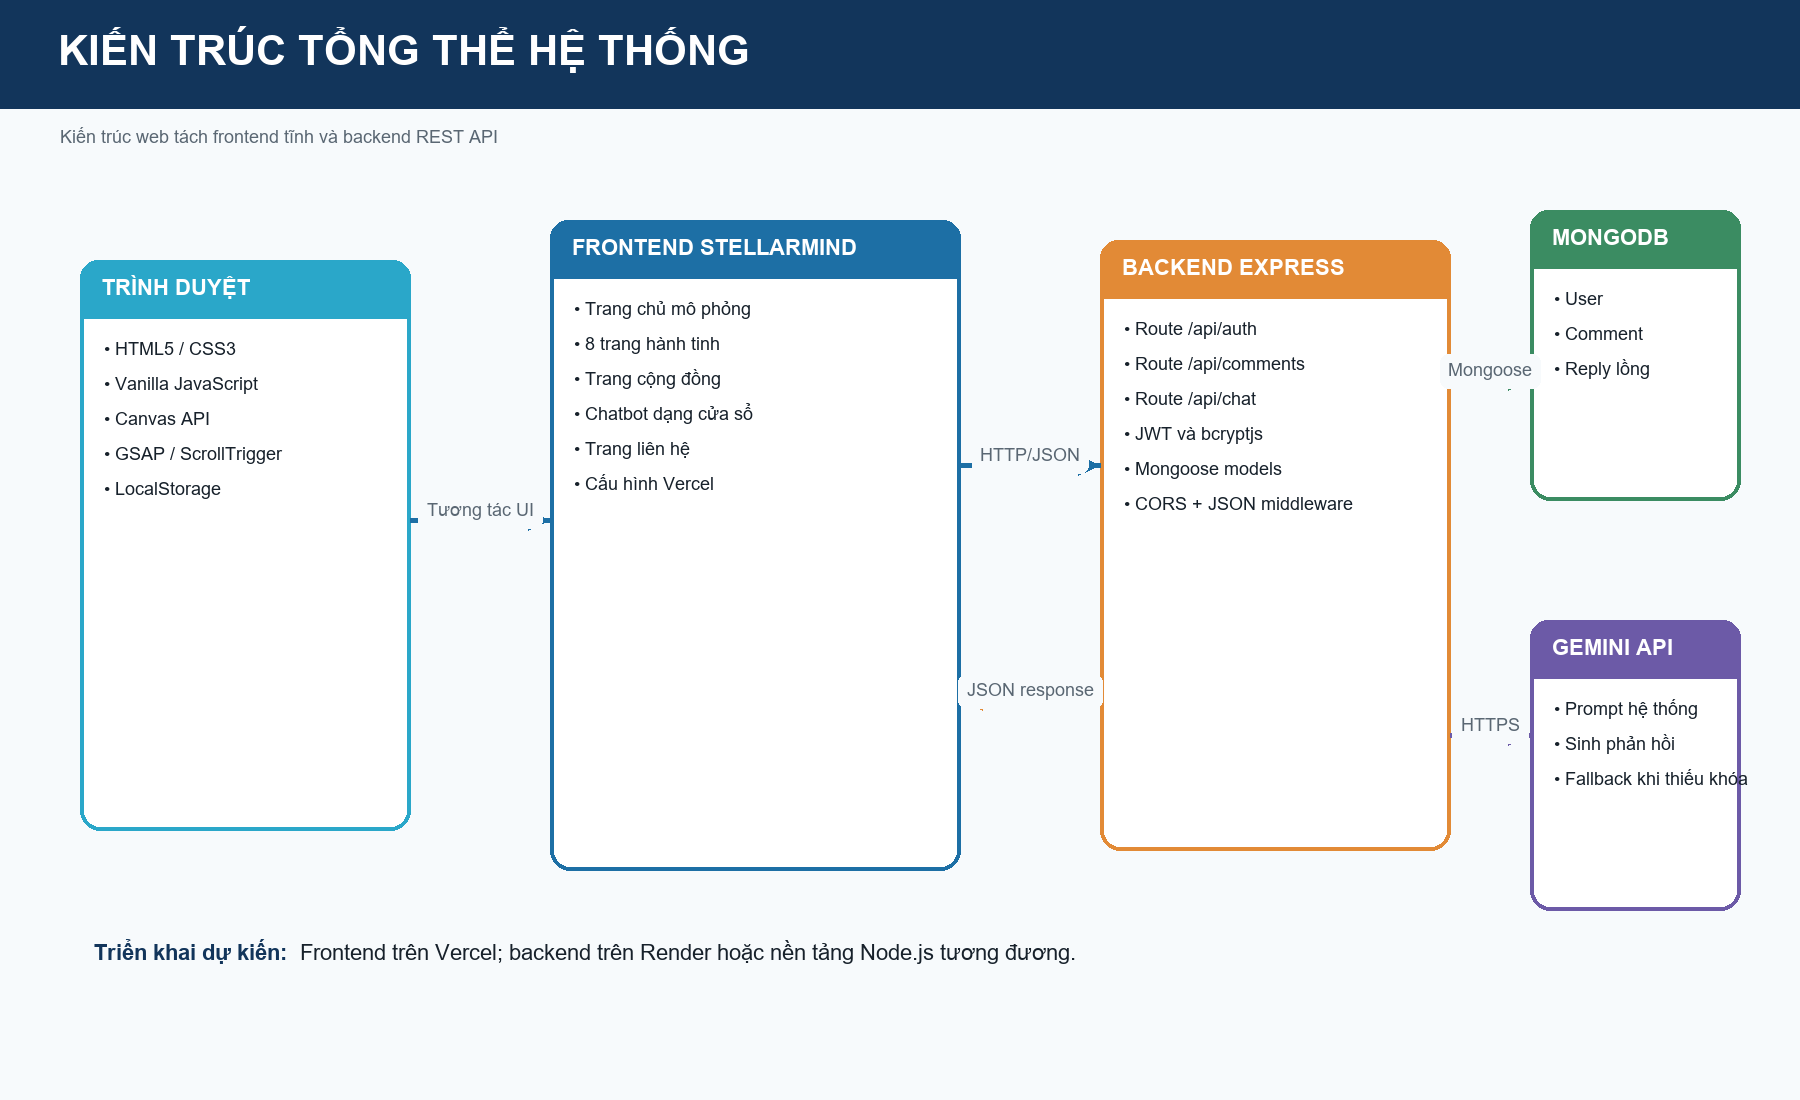 KIẾN TRÚC TỔNG THỂ HỆ THỐNG
Kiến trúc web tách frontend tĩnh và backend REST API
TRÌNH DUYỆT
• HTML5 / CSS3
• Vanilla JavaScript
• Canvas API
• GSAP / ScrollTrigger
• LocalStorage
Tương tác UI
FRONTEND STELLARMIND
• Trang chủ mô phỏng
• 8 trang hành tinh
• Trang cộng đồng
• Chatbot dạng cửa sổ
• Trang liên hệ
• Cấu hình Vercel
HTTP/JSON
JSON response
BACKEND EXPRESS
• Route /api/auth
• Route /api/comments
• Route /api/chat
• JWT và bcryptjs
• Mongoose models
• CORS + JSON middleware
Mongoose
HTTPS
MONGODB
• User
• Comment
• Reply lồng
GEMINI API
• Prompt hệ thống
• Sinh phản hồi
• Fallback khi thiếu khóa
Triển khai dự kiến: Frontend trên Vercel; backend trên Render hoặc nền tảng Node.js tương đương.